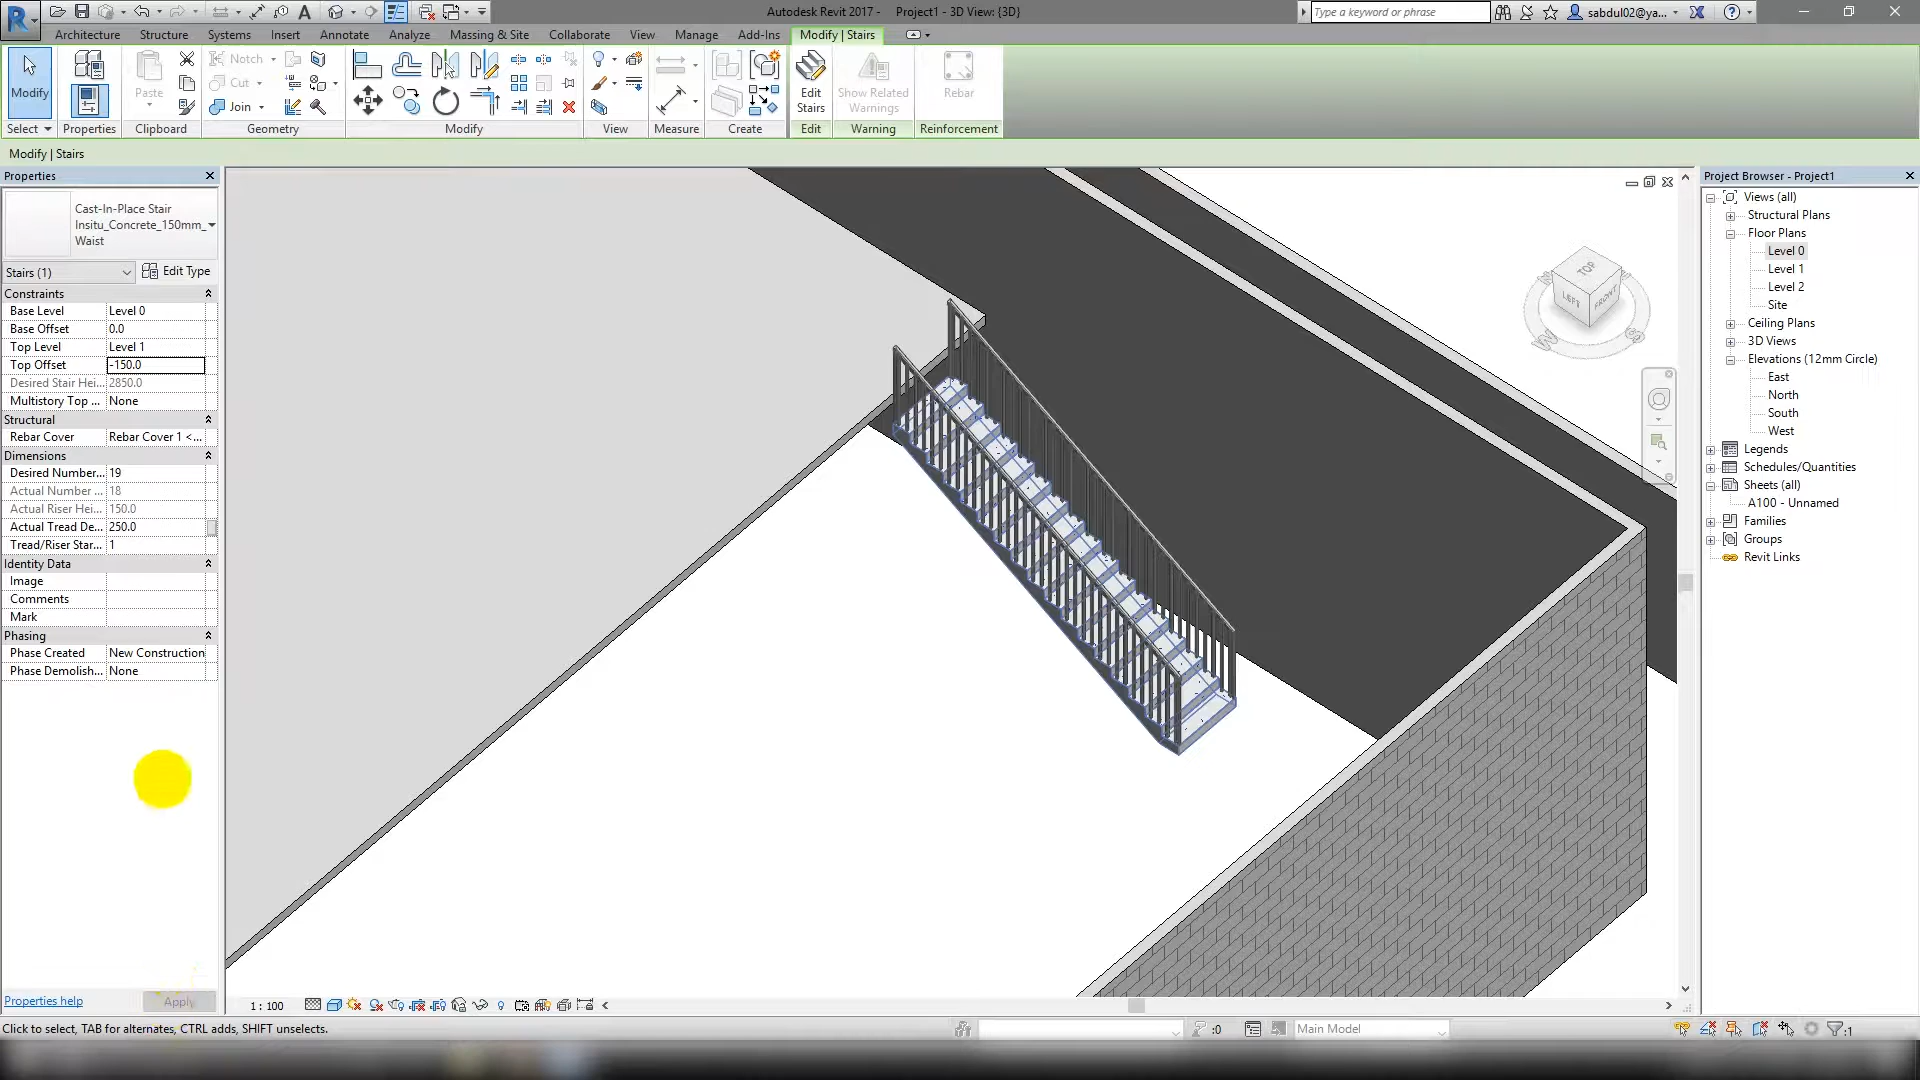 Autodesk Revit 2017 - Project1 - 3D View: {3D}
Type a keyword or phrase
sabdul02@ya...
Architecture Structure Systems Insert Annotate Analyze Massing & Site Collaborate View Manage Add-Ins Modify | Stairs
Modify
Paste
Notch
Cut
Join
Edit
Stairs
Show Related
Warnings
Rebar
Select Properties Clipboard Geometry Modify View Measure Create Edit Warning Reinforcement
Modify | Stairs
Properties
Cast-In-Place Stair
Insitu_Concrete_150mm_
Waist
Stairs (1)
Edit Type
Constraints
Base Level Level 0
Base Offset 0.0
Top Level Level 1
Top Offset -150.0
Desired Stair Hei... 2850.0
Multistory Top ... None
Structural
Rebar Cover Rebar Cover 1 <...
Dimensions
Desired Number... 19
Actual Number ... 18
Actual Riser Hei... 150.0
Actual Tread De... 250.0
Tread/Riser Star... 1
Identity Data
Image
Comments
Mark
Phasing
Phase Created New Construction
Phase Demolish... None
Properties help
Apply
TOP
LEFT
FRONT
N
W
S
Project Browser - Project1
Views (all)
Structural Plans
Floor Plans
Level 0
Level 1
Level 2
Site
Ceiling Plans
3D Views
Elevations (12mm Circle)
East
North
South
West
Legends
Schedules/Quantities
Sheets (all)
A100 - Unnamed
Families
Groups
Revit Links
1 : 100
Click to select, TAB for alternates, CTRL adds, SHIFT unselects.
:0
Main Model
:1